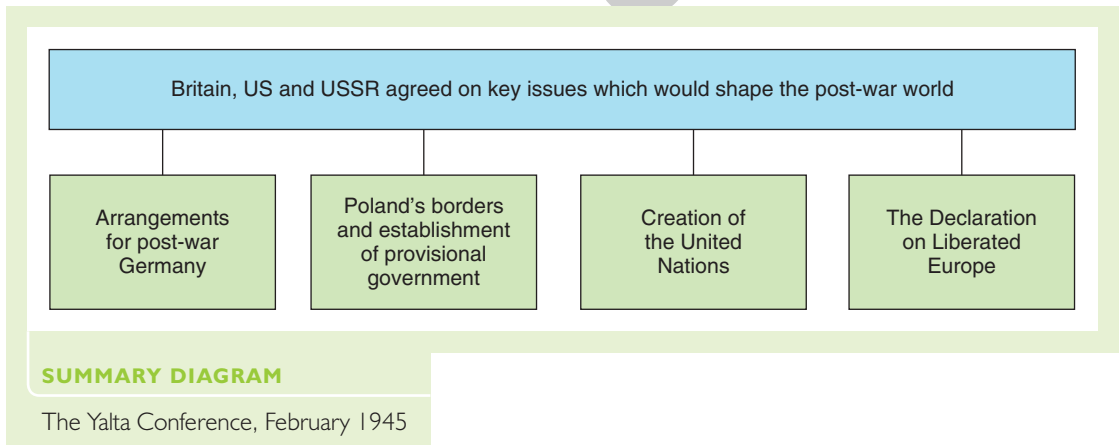 Britain, US and USSR agreed on key issues which would shape the post-war world
Arrangements
for post-war
Germany
Poland's borders
and establishment
of provisional
government
Creation of
the United
Nations
The Declaration
on Liberated
Europe
SUMMARY DIAGRAM
The Yalta Conference, February 1945